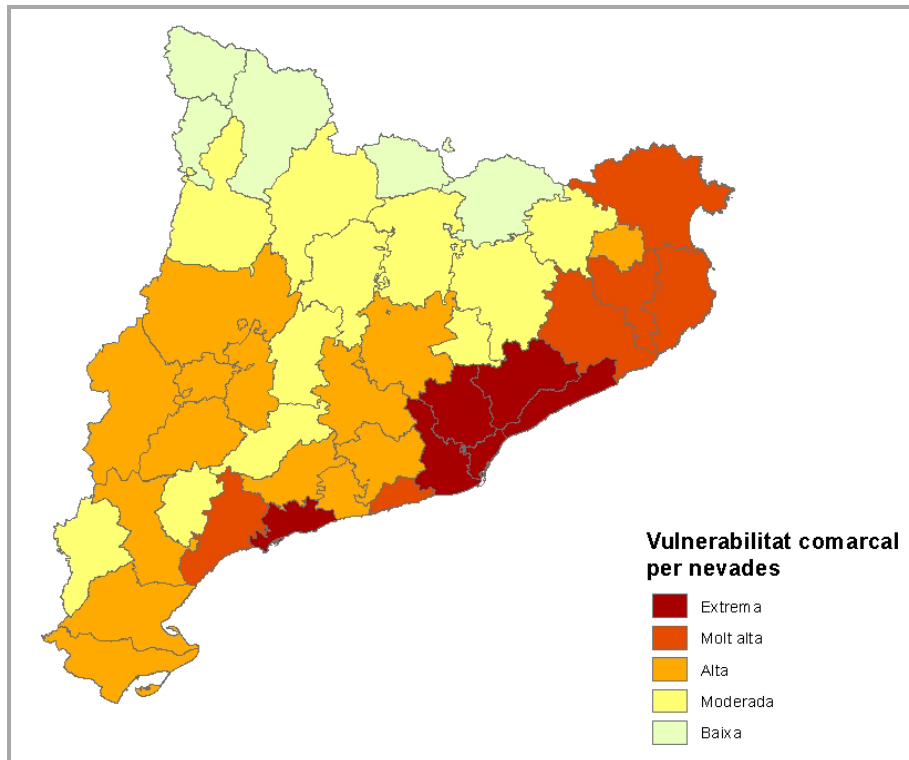 Vulnerabilitat comarcal
per nevades
Extrema
Molt alta
Alta
Moderada
Baixa